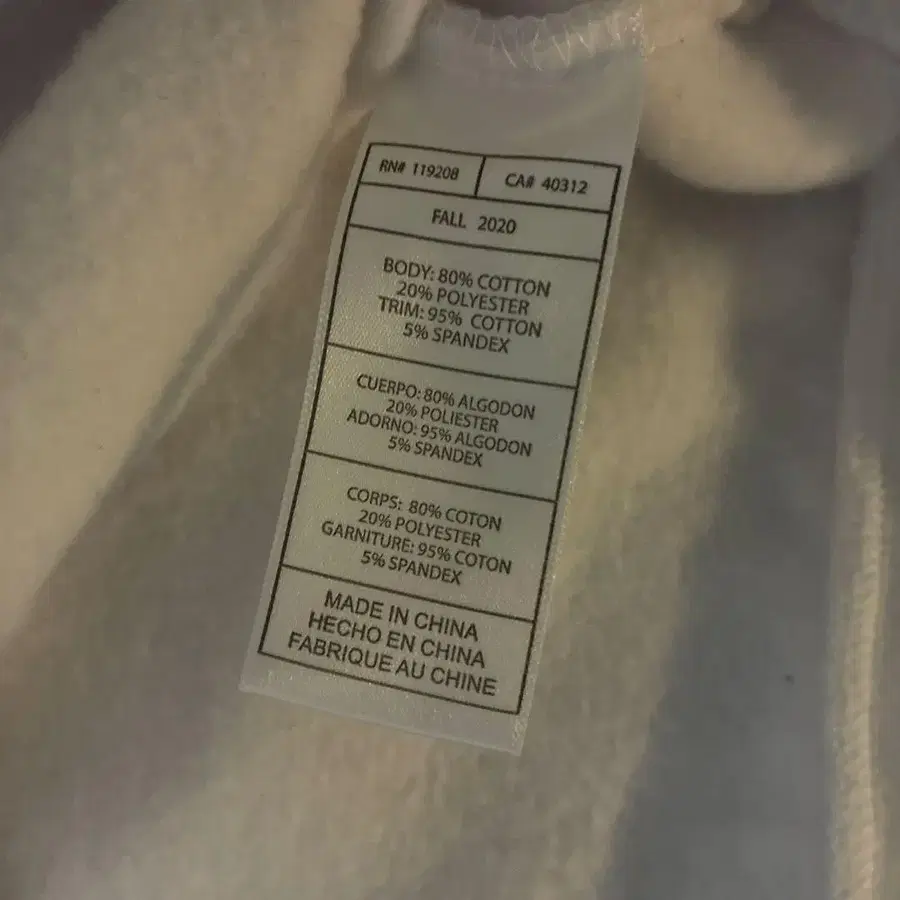 RN# 119208
CA# 40312
FALL 2020
BODY: 80% COTTON
20% POLYESTER
TRIM: 95% COTTON
5% SPANDEX
CUERPO: 80% ALGODON
20% POLIESTER
ADORNO: 95% ALGODON
5% SPANDEX
CORPS: 80% COTON
20% POLYESTER
GARNITURE: 95% COTON
5% SPANDEX
MADE IN CHINA
HECHO EN CHINA
FABRIQUE AU CHINE